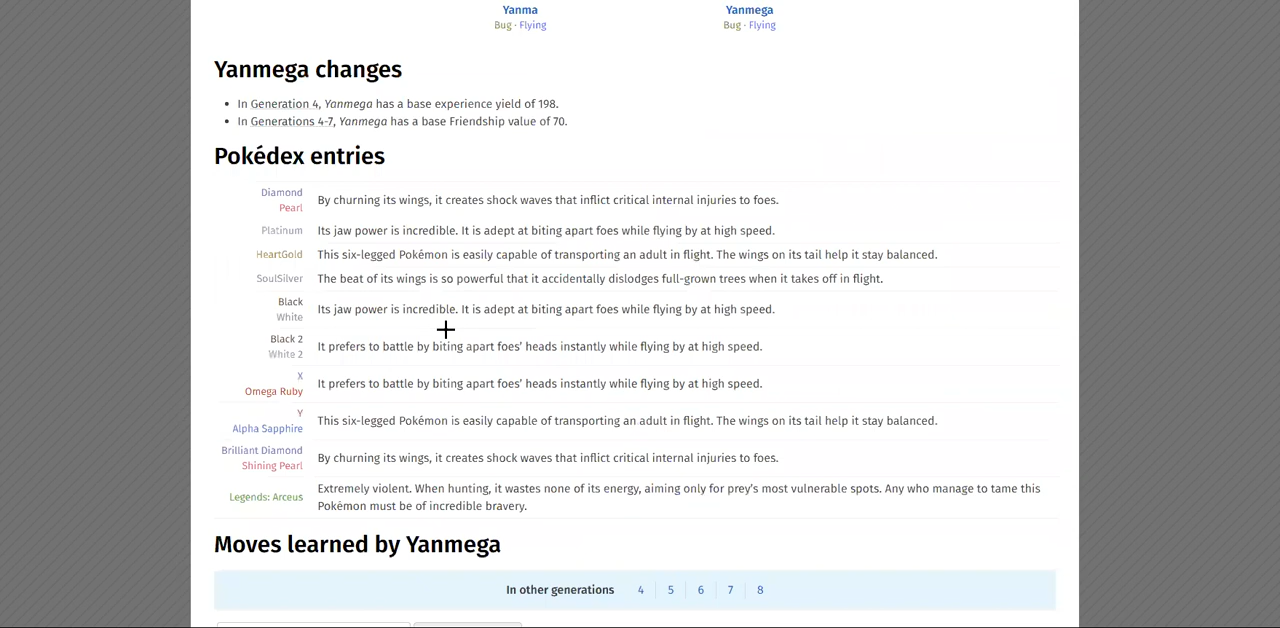 Yanma Yanmega
Bug · Flying Bug · Flying
Yanmega changes
• In Generation 4, Yanmega has a base experience yield of 198.
• In Generations 4-7, Yanmega has a base Friendship value of 70.
Pokédex entries
Diamond
Pearl
By churning its wings, it creates shock waves that inflict critical internal injuries to foes.
Platinum Its jaw power is incredible. It is adept at biting apart foes while flying by at high speed.
HeartGold This six-legged Pokémon is easily capable of transporting an adult in flight. The wings on its tail help it stay balanced.
SoulSilver The beat of its wings is so powerful that it accidentally dislodges full-grown trees when it takes off in flight.
Black
White
Its jaw power is incredible. It is adept at biting apart foes while flying by at high speed.
Black 2
White 2
It prefers to battle by biting apart foes’ heads instantly while flying by at high speed.
X
Omega Ruby
It prefers to battle by biting apart foes’ heads instantly while flying by at high speed.
Y
Alpha Sapphire
This six-legged Pokémon is easily capable of transporting an adult in flight. The wings on its tail help it stay balanced.
Brilliant Diamond
Shining Pearl
By churning its wings, it creates shock waves that inflict critical internal injuries to foes.
Legends: Arceus
Extremely violent. When hunting, it wastes none of its energy, aiming only for prey’s most vulnerable spots. Any who manage to tame this
Pokémon must be of incredible bravery.
Moves learned by Yanmega
In other generations 4 5 6 7 8